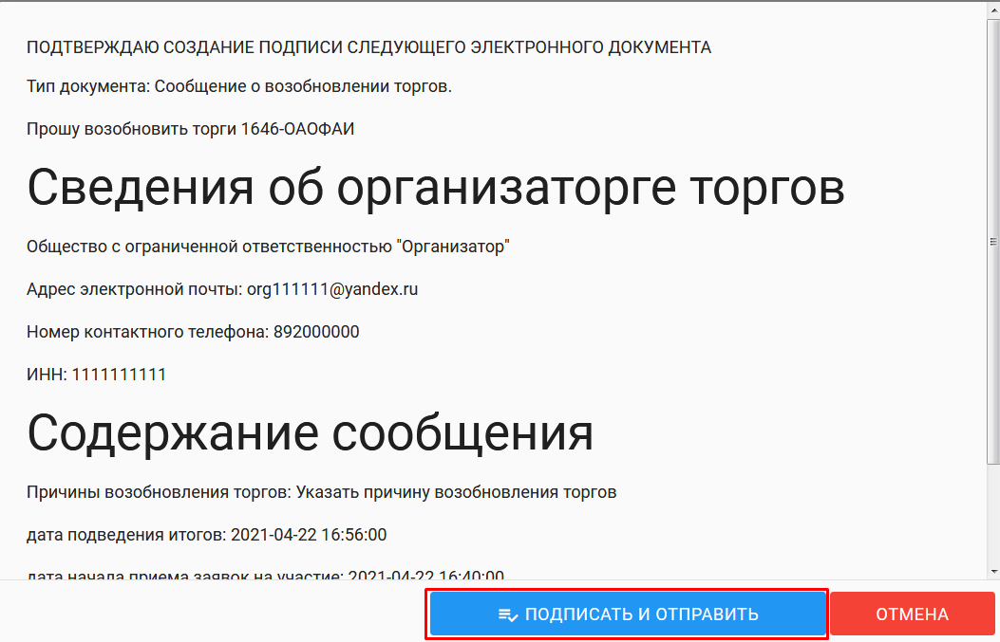 ПОДТВЕРЖДАЮ СОЗДАНИЕ ПОДПИСИ СЛЕДУЮЩЕГО ЭЛЕКТРОННОГО ДОКУМЕНТА
Тип документа: Сообщение о возобновлении торгов.
Прошу возобновить торги 1646-ОАОФАИ
Сведения об организаторге торгов
Общество с ограниченной ответственностью "Организатор"
Адрес электронной почты: org111111@yandex.ru
Номер контактного телефона: 892000000
ИНН: 1111111111
Содержание сообщения
Причины возобновления торгов: Указать причину возобновления торгов
дата подведения итогов: 2021-04-22 16:56:00
дата начала приема заявок на участие: 2021-04-22 16:40:00
ПОДПИСАТЬ И ОТПРАВИТЬ
ОТМЕНА